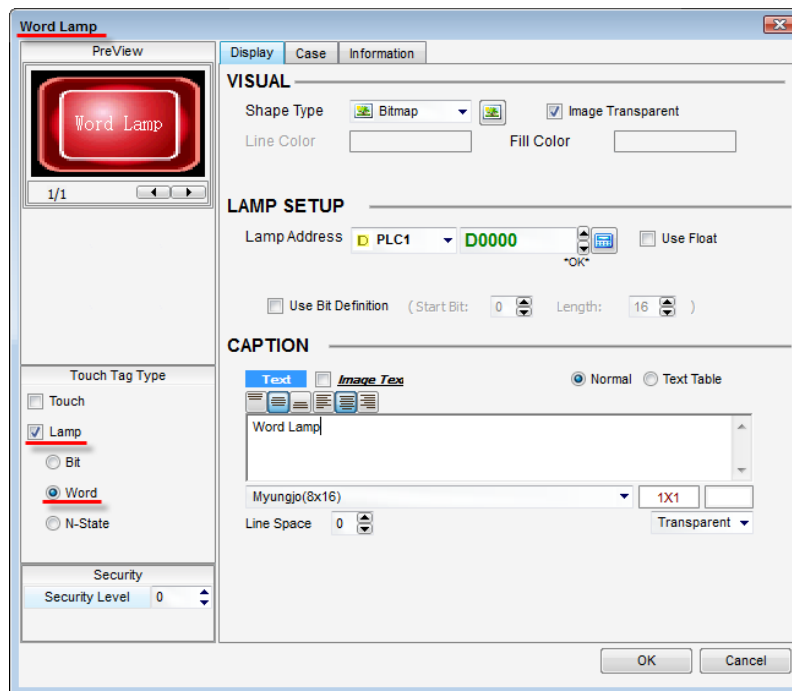 Word Lamp
PreView
Word Lamp
1/1
Touch Tag Type
Touch
Lamp
Bit
Word
N-State
Security
Security Level 0
Display Case Information
VISUAL
Shape Type Bitmap Image Transparent
Line Color Fill Color
LAMP SETUP
Lamp Address D PLC1 D0000 Use Float
*OK*
Use Bit Definition (Start Bit: 0 Length: 16 )
CAPTION
Text Image Tex Normal Text Table
Word Lamp
Myungjo(8x16) 1X1
Line Space 0 Transparent
OK Cancel